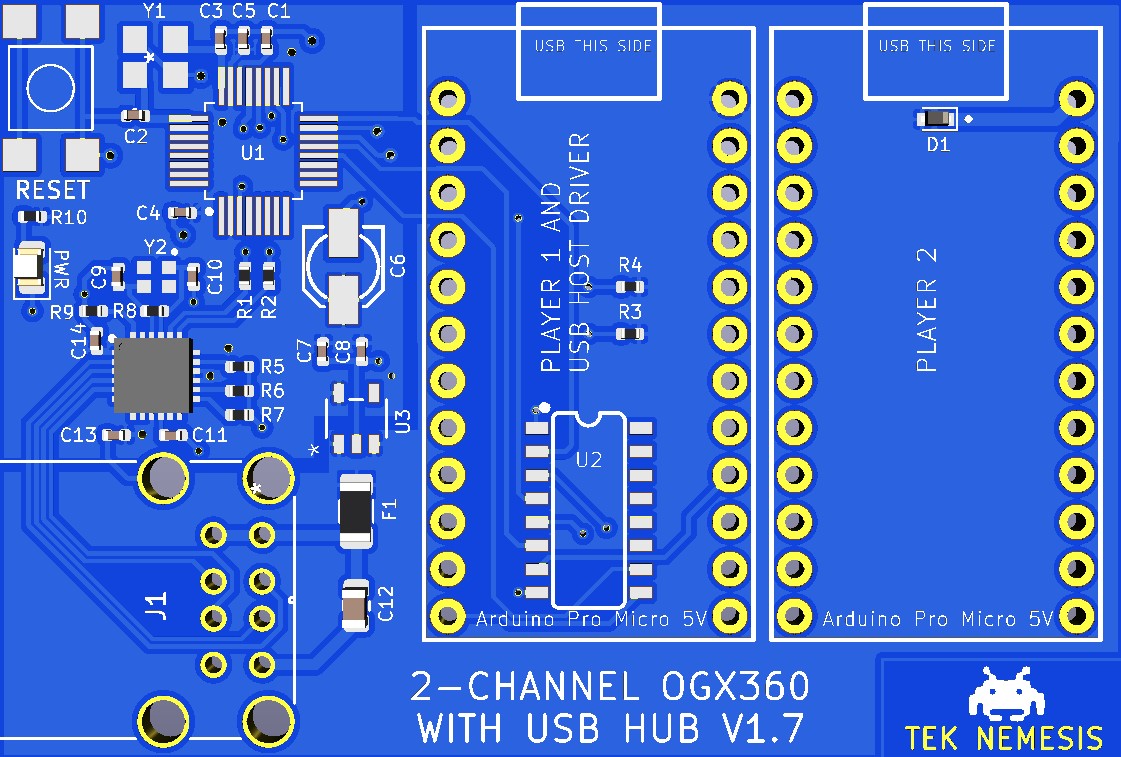 Y1
C3 C5 C1
USB THIS SIDE
USB THIS SIDE
C2
U1
D1
RESET
R10
C4
PLAYER 1 AND
USB HOST DRIVER
PLAYER 2
PWR
Y2
C9
C10
C6
R4
R1
R2
R9
R8
R3
C14
C7
C8
R5
R6
R7
U3
C13
C11
*
*
*
U2
F1
J1
C12
Arduino Pro Micro 5V
Arduino Pro Micro 5V
2-CHANNEL OGX360
WITH USB HUB V1.7
TEK NEMESIS